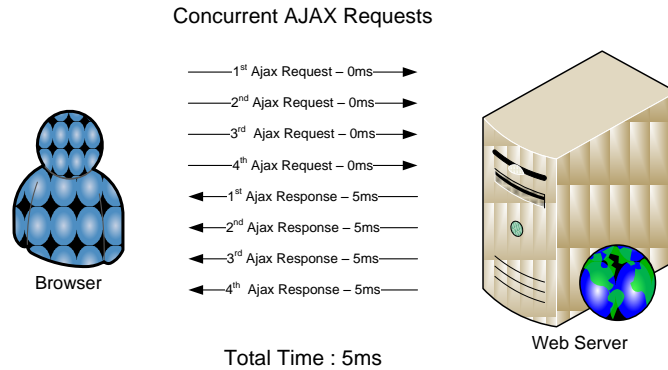 Concurrent AJAX Requests
1st Ajax Request – 0ms
2nd Ajax Request – 0ms
3rd Ajax Request – 0ms
4th Ajax Request – 0ms
1st Ajax Response – 5ms
2nd Ajax Response – 5ms
3rd Ajax Response – 5ms
4th Ajax Response – 5ms
Browser
Web Server
Total Time : 5ms